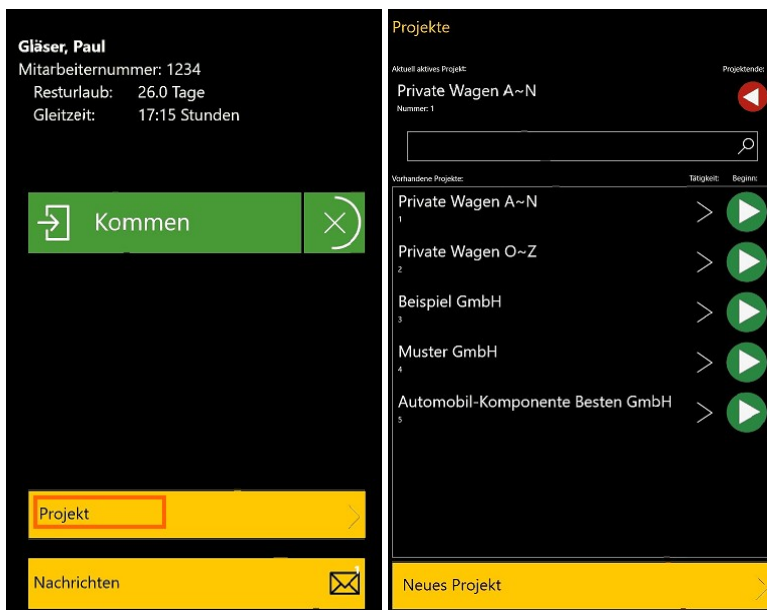 Gläser, Paul
Mitarbeiternummer: 1234
Resturlaub: 26.0 Tage
Gleitzeit: 17:15 Stunden
Kommen
Projekt
Nachrichten
1
Projekte
Aktuell aktives Projekt: Projektende:
Private Wagen A~N
Nummer: 1
Vorhandene Projekte: Tätigkeit: Beginn:
Private Wagen A~N
1
Private Wagen O~Z
2
Beispiel GmbH
3
Muster GmbH
4
Automobil-Komponente Besten GmbH
5
Neues Projekt